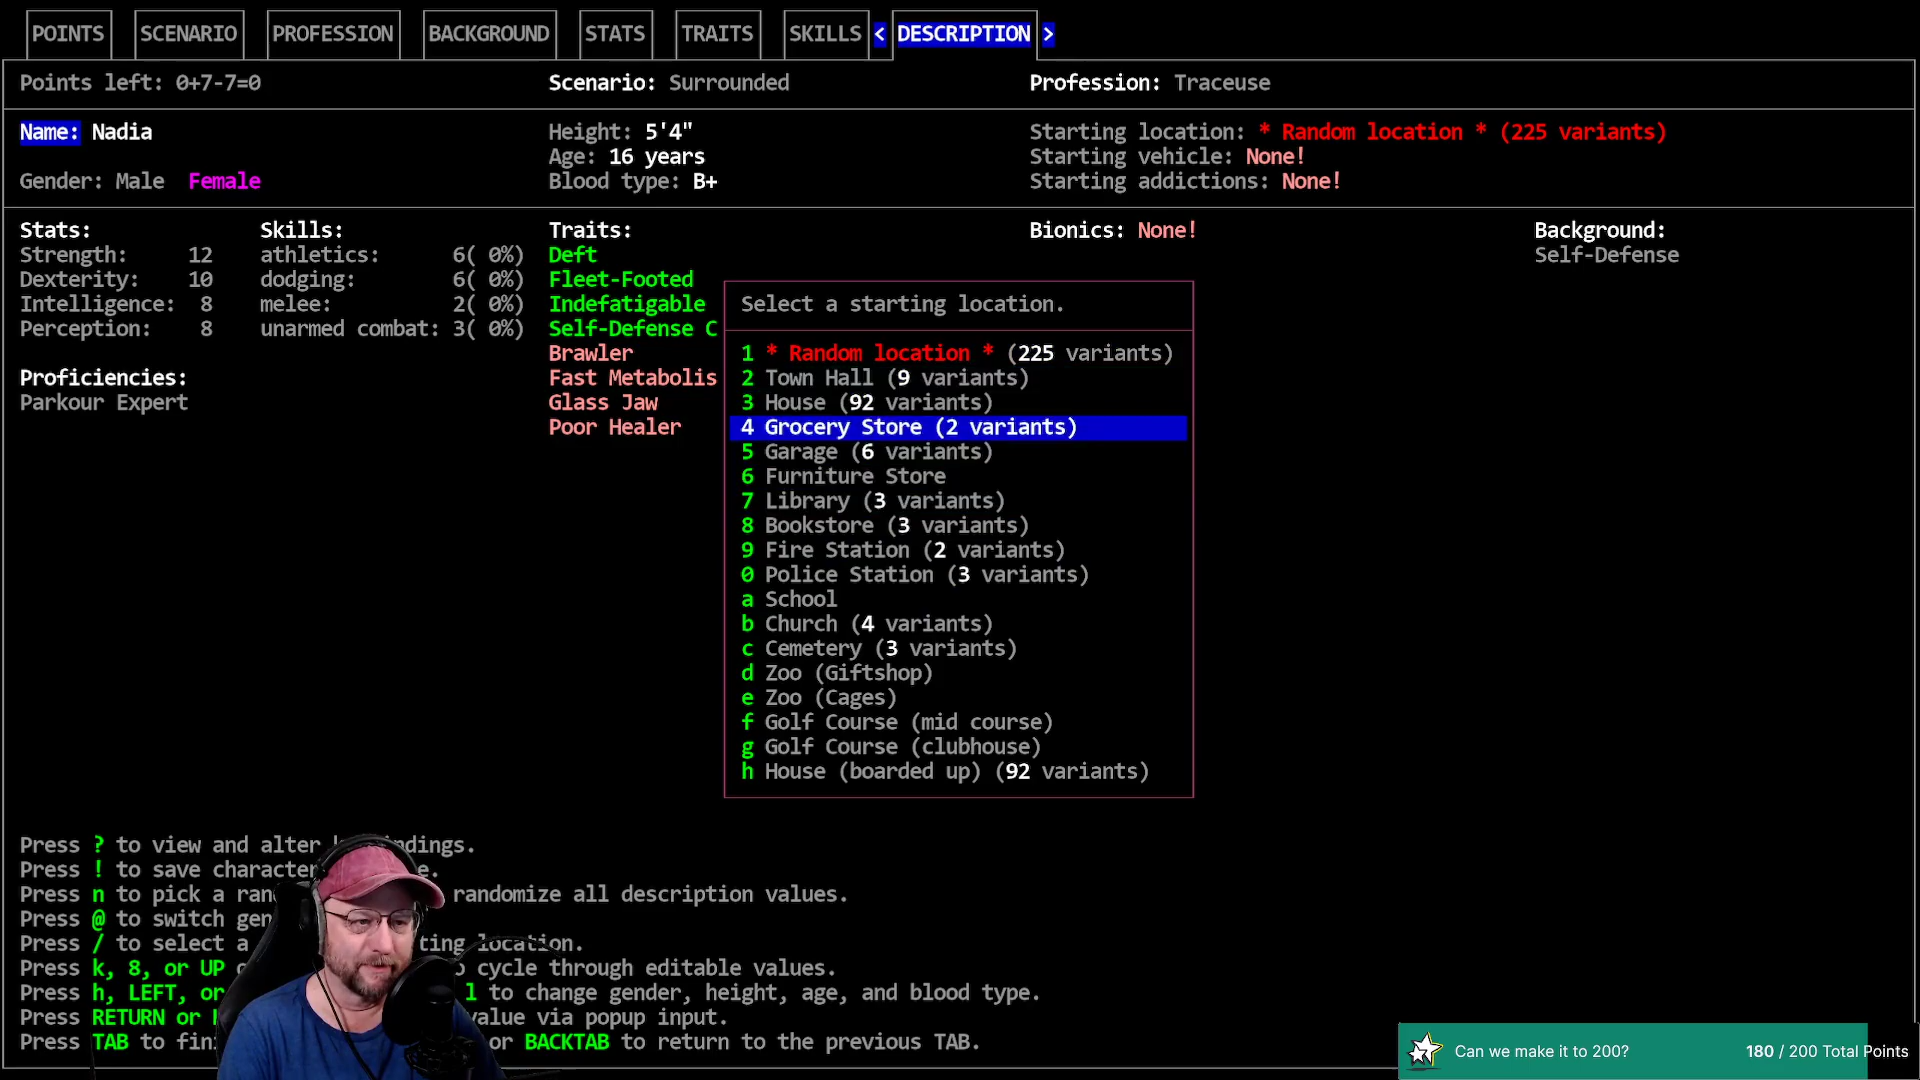 POINTS SCENARIO PROFESSION BACKGROUND STATS TRAITS SKILLS < DESCRIPTION >
Points left: 0+7-7=0 Scenario: Surrounded Profession: Traceuse
Name: Nadia Height: 5'4" Starting location: * Random location * (225 variants)
Age: 16 years Starting vehicle: None!
Gender: Male Female Blood type: B+ Starting addictions: None!
Stats: Skills: Traits: Bionics: None! Background:
Strength: 12 athletics: 6( 0%) Deft Self-Defense
Dexterity: 10 dodging: 6( 0%) Fleet-Footed
Intelligence: 8 melee: 2( 0%) Indefatigable
Perception: 8 unarmed combat: 3( 0%) Self-Defense C
Brawler
Proficiencies: Fast Metabolis
Parkour Expert Glass Jaw
Poor Healer
Select a starting location.
1 * Random location * (225 variants)
2 Town Hall (9 variants)
3 House (92 variants)
4 Grocery Store (2 variants)
5 Garage (6 variants)
6 Furniture Store
7 Library (3 variants)
8 Bookstore (3 variants)
9 Fire Station (2 variants)
0 Police Station (3 variants)
a School
b Church (4 variants)
c Cemetery (3 variants)
d Zoo (Giftshop)
e Zoo (Cages)
f Golf Course (mid course)
g Golf Course (clubhouse)
h House (boarded up) (92 variants)
Press ? to view and alter ndings.
Press ! to save character e.
Press n to pick a ran randomize all description values.
Press @ to switch gen
Press / to select a ting location.
Press k, 8, or UP o cycle through editable values.
Press h, LEFT, or l to change gender, height, age, and blood type.
Press RETURN or value via popup input.
Press TAB to fin or BACKTAB to return to the previous TAB.
Can we make it to 200? 180 / 200 Total Points